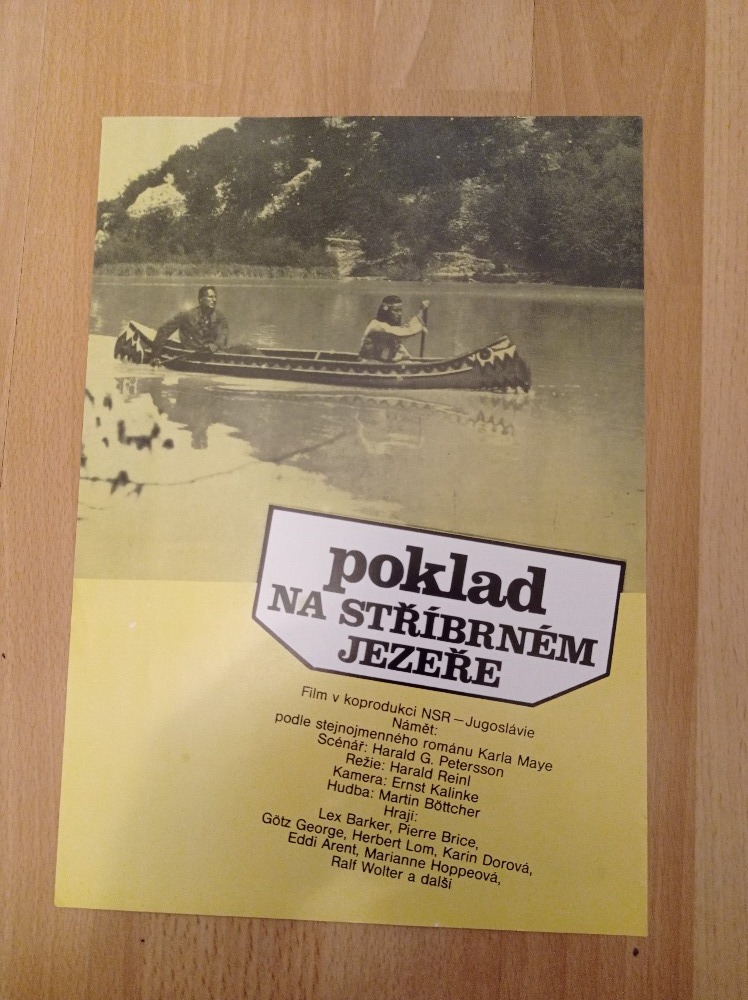 poklad
NA STŘÍBRNÉM
JEZEŘE
Film v koprodukci NSR – Jugoslávie
Námět:
podle stejnojmenného románu Karla Maye
Scénář: Harald G. Petersson
Režie: Harald Reinl
Kamera: Ernst Kalinke
Hudba: Martin Böttcher
Hrají:
Lex Barker, Pierre Brice,
Götz George, Herbert Lom, Karin Dorová,
Eddi Arent, Marianne Hoppeová,
Ralf Wolter a další